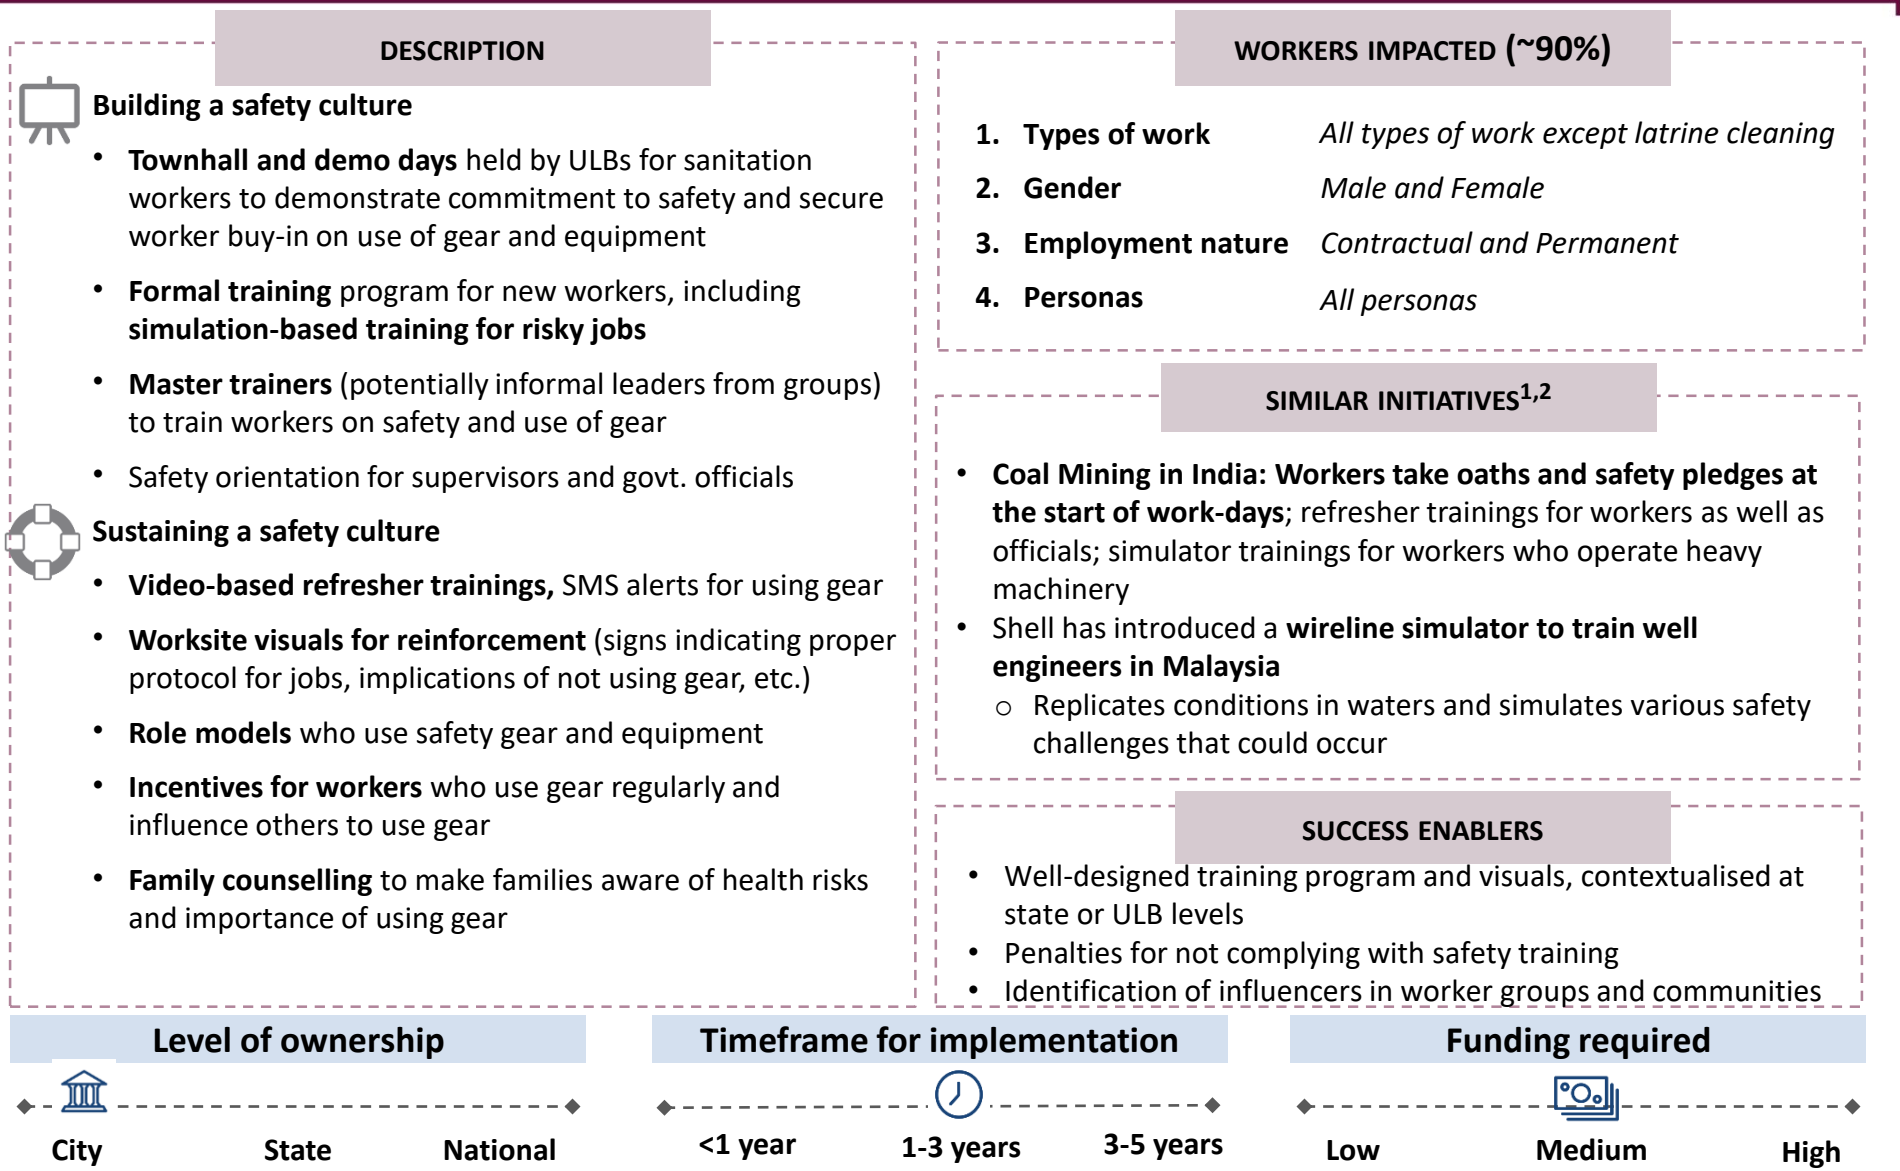 DESCRIPTION
Building a safety culture
• Townhall and demo days held by ULBs for sanitation
workers to demonstrate commitment to safety and secure
worker buy-in on use of gear and equipment
• Formal training program for new workers, including
simulation-based training for risky jobs
• Master trainers (potentially informal leaders from groups)
to train workers on safety and use of gear
• Safety orientation for supervisors and govt. officials
Sustaining a safety culture
• Video-based refresher trainings, SMS alerts for using gear
• Worksite visuals for reinforcement (signs indicating proper
protocol for jobs, implications of not using gear, etc.)
• Role models who use safety gear and equipment
• Incentives for workers who use gear regularly and
influence others to use gear
• Family counselling to make families aware of health risks
and importance of using gear
WORKERS IMPACTED (~90%)
1. Types of work All types of work except latrine cleaning
2. Gender Male and Female
3. Employment nature Contractual and Permanent
4. Personas All personas
SIMILAR INITIATIVES1,2
• Coal Mining in India: Workers take oaths and safety pledges at
the start of work-days; refresher trainings for workers as well as
officials; simulator trainings for workers who operate heavy
machinery
• Shell has introduced a wireline simulator to train well
engineers in Malaysia
o Replicates conditions in waters and simulates various safety
challenges that could occur
SUCCESS ENABLERS
• Well-designed training program and visuals, contextualised at
state or ULB levels
• Penalties for not complying with safety training
• Identification of influencers in worker groups and communities
Level of ownership
City State National
Timeframe for implementation
<1 year 1-3 years 3-5 years
Funding required
Low Medium High